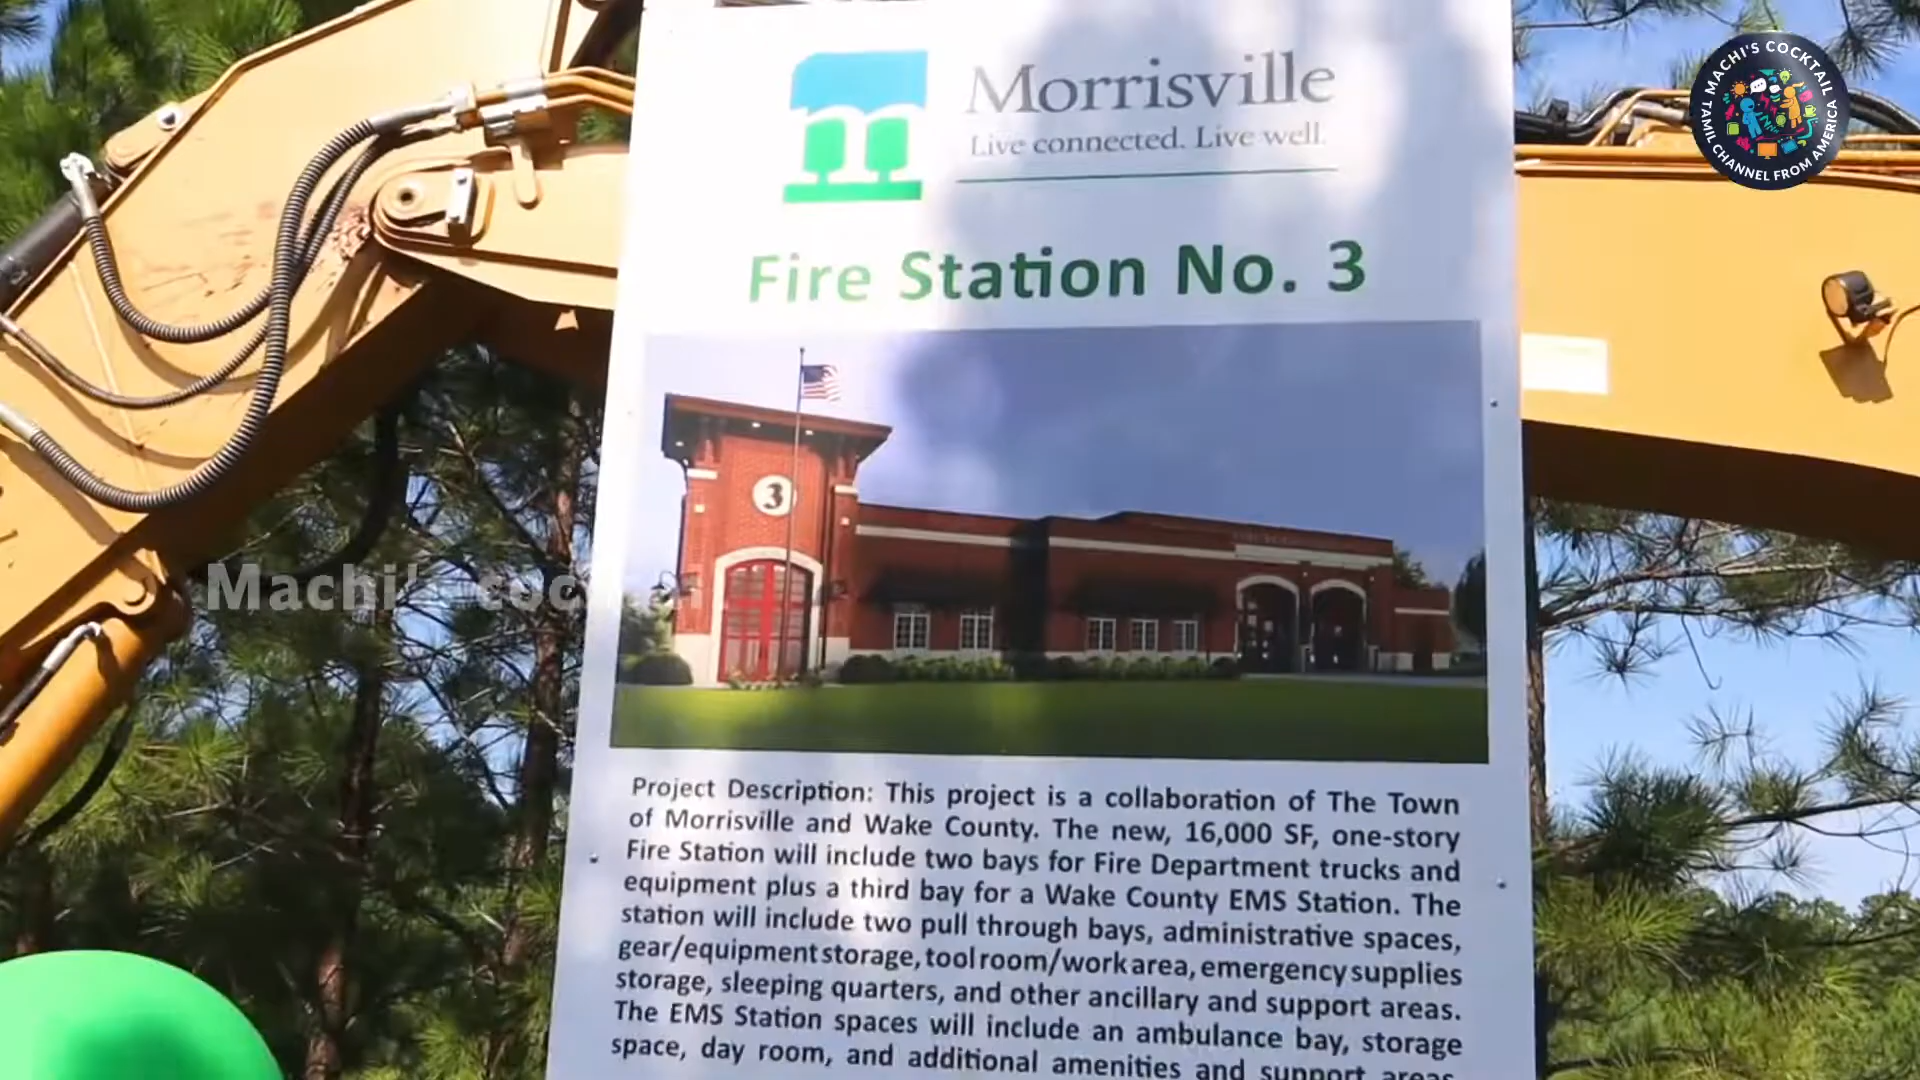 Morrisville
Live connected. Live well.
MACHI'S COCKTAIL
TAMIL CHANNEL FROM AMERICA
Fire Station No. 3
3
Machi's
Project Description: This project is a collaboration of The Town
of Morrisville and Wake County. The new, 16,000 SF, one-story
Fire Station will include two bays for Fire Department trucks and
equipment plus a third bay for a Wake County EMS Station. The
station will include two pull through bays, administrative spaces,
gear/equipment storage, tool room/work area, emergency supplies
storage, sleeping quarters, and other ancillary and support areas.
The EMS Station spaces will include an ambulance bay, storage
space, day room, and additional amenities and support areas.